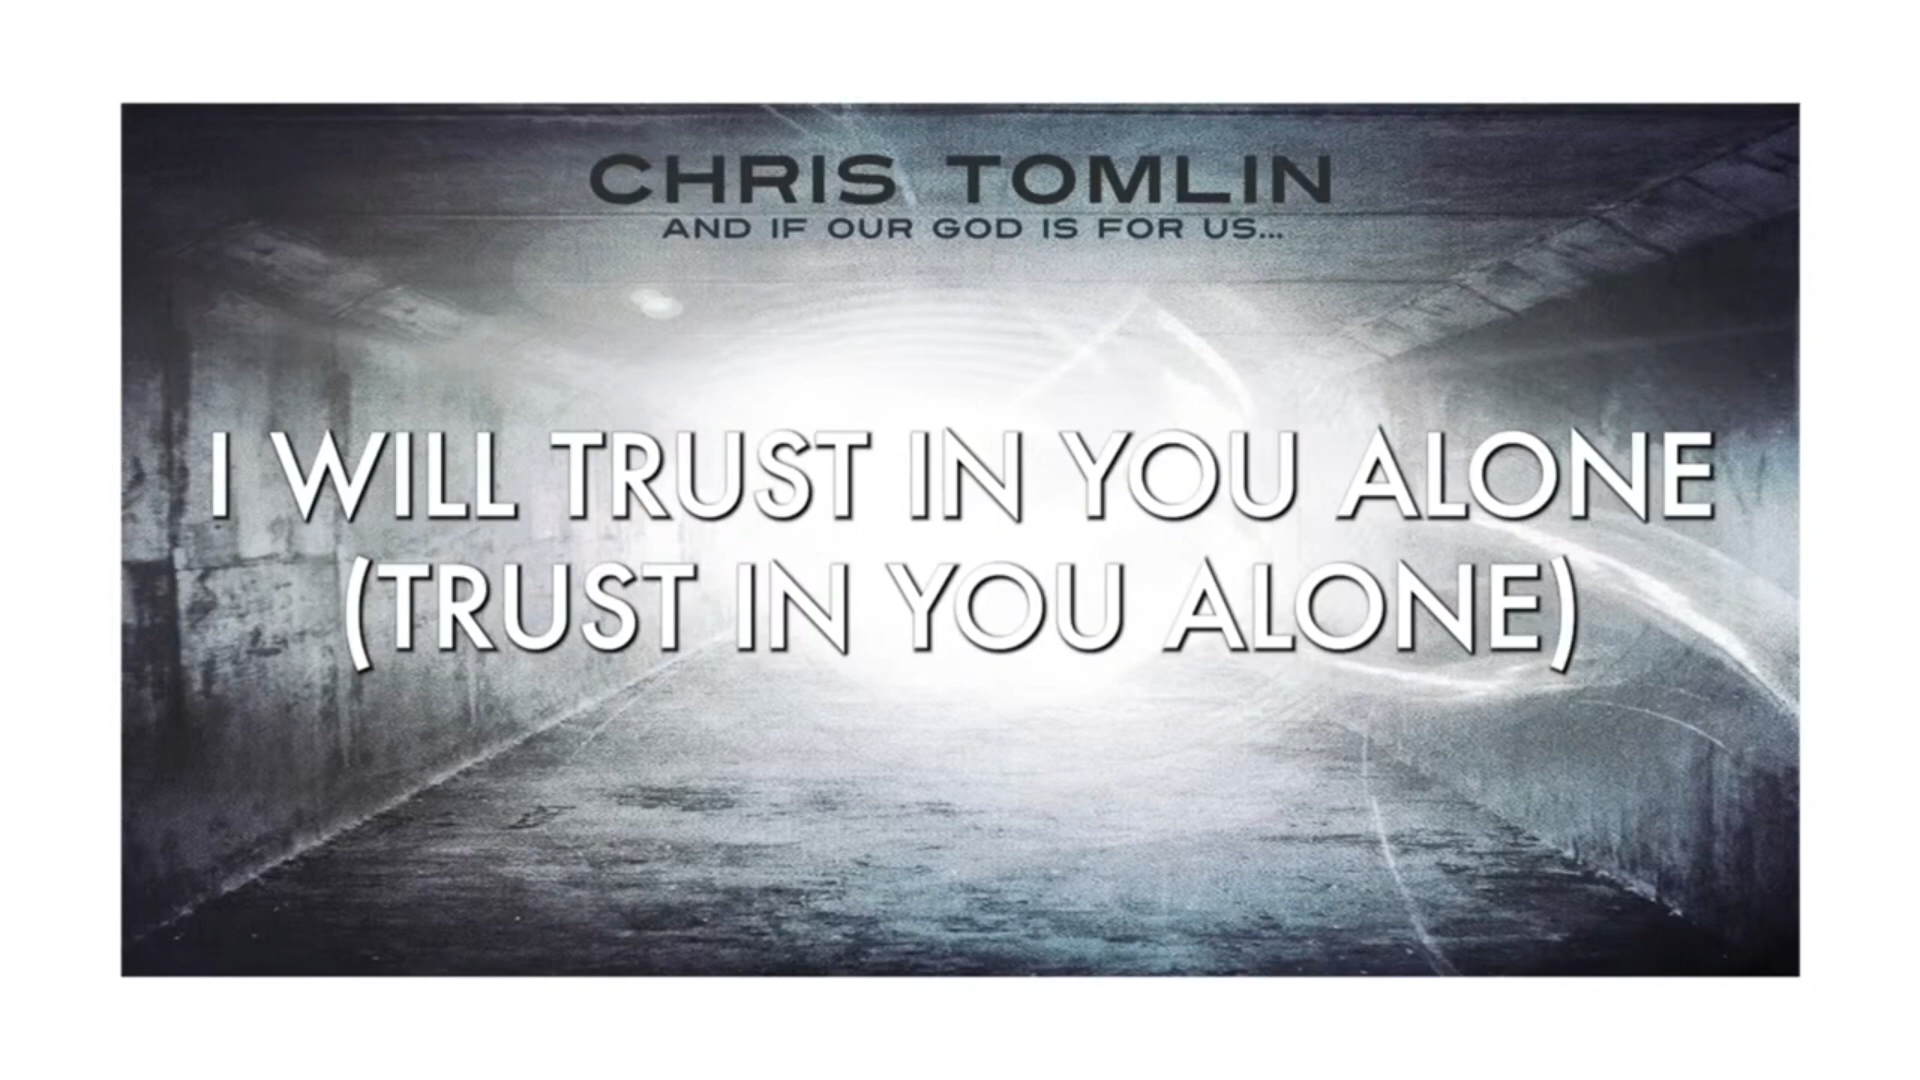 CHRIS TOMLIN
AND IF OUR GOD IS FOR US...
I WILL TRUST IN YOU ALONE
(TRUST IN YOU ALONE)